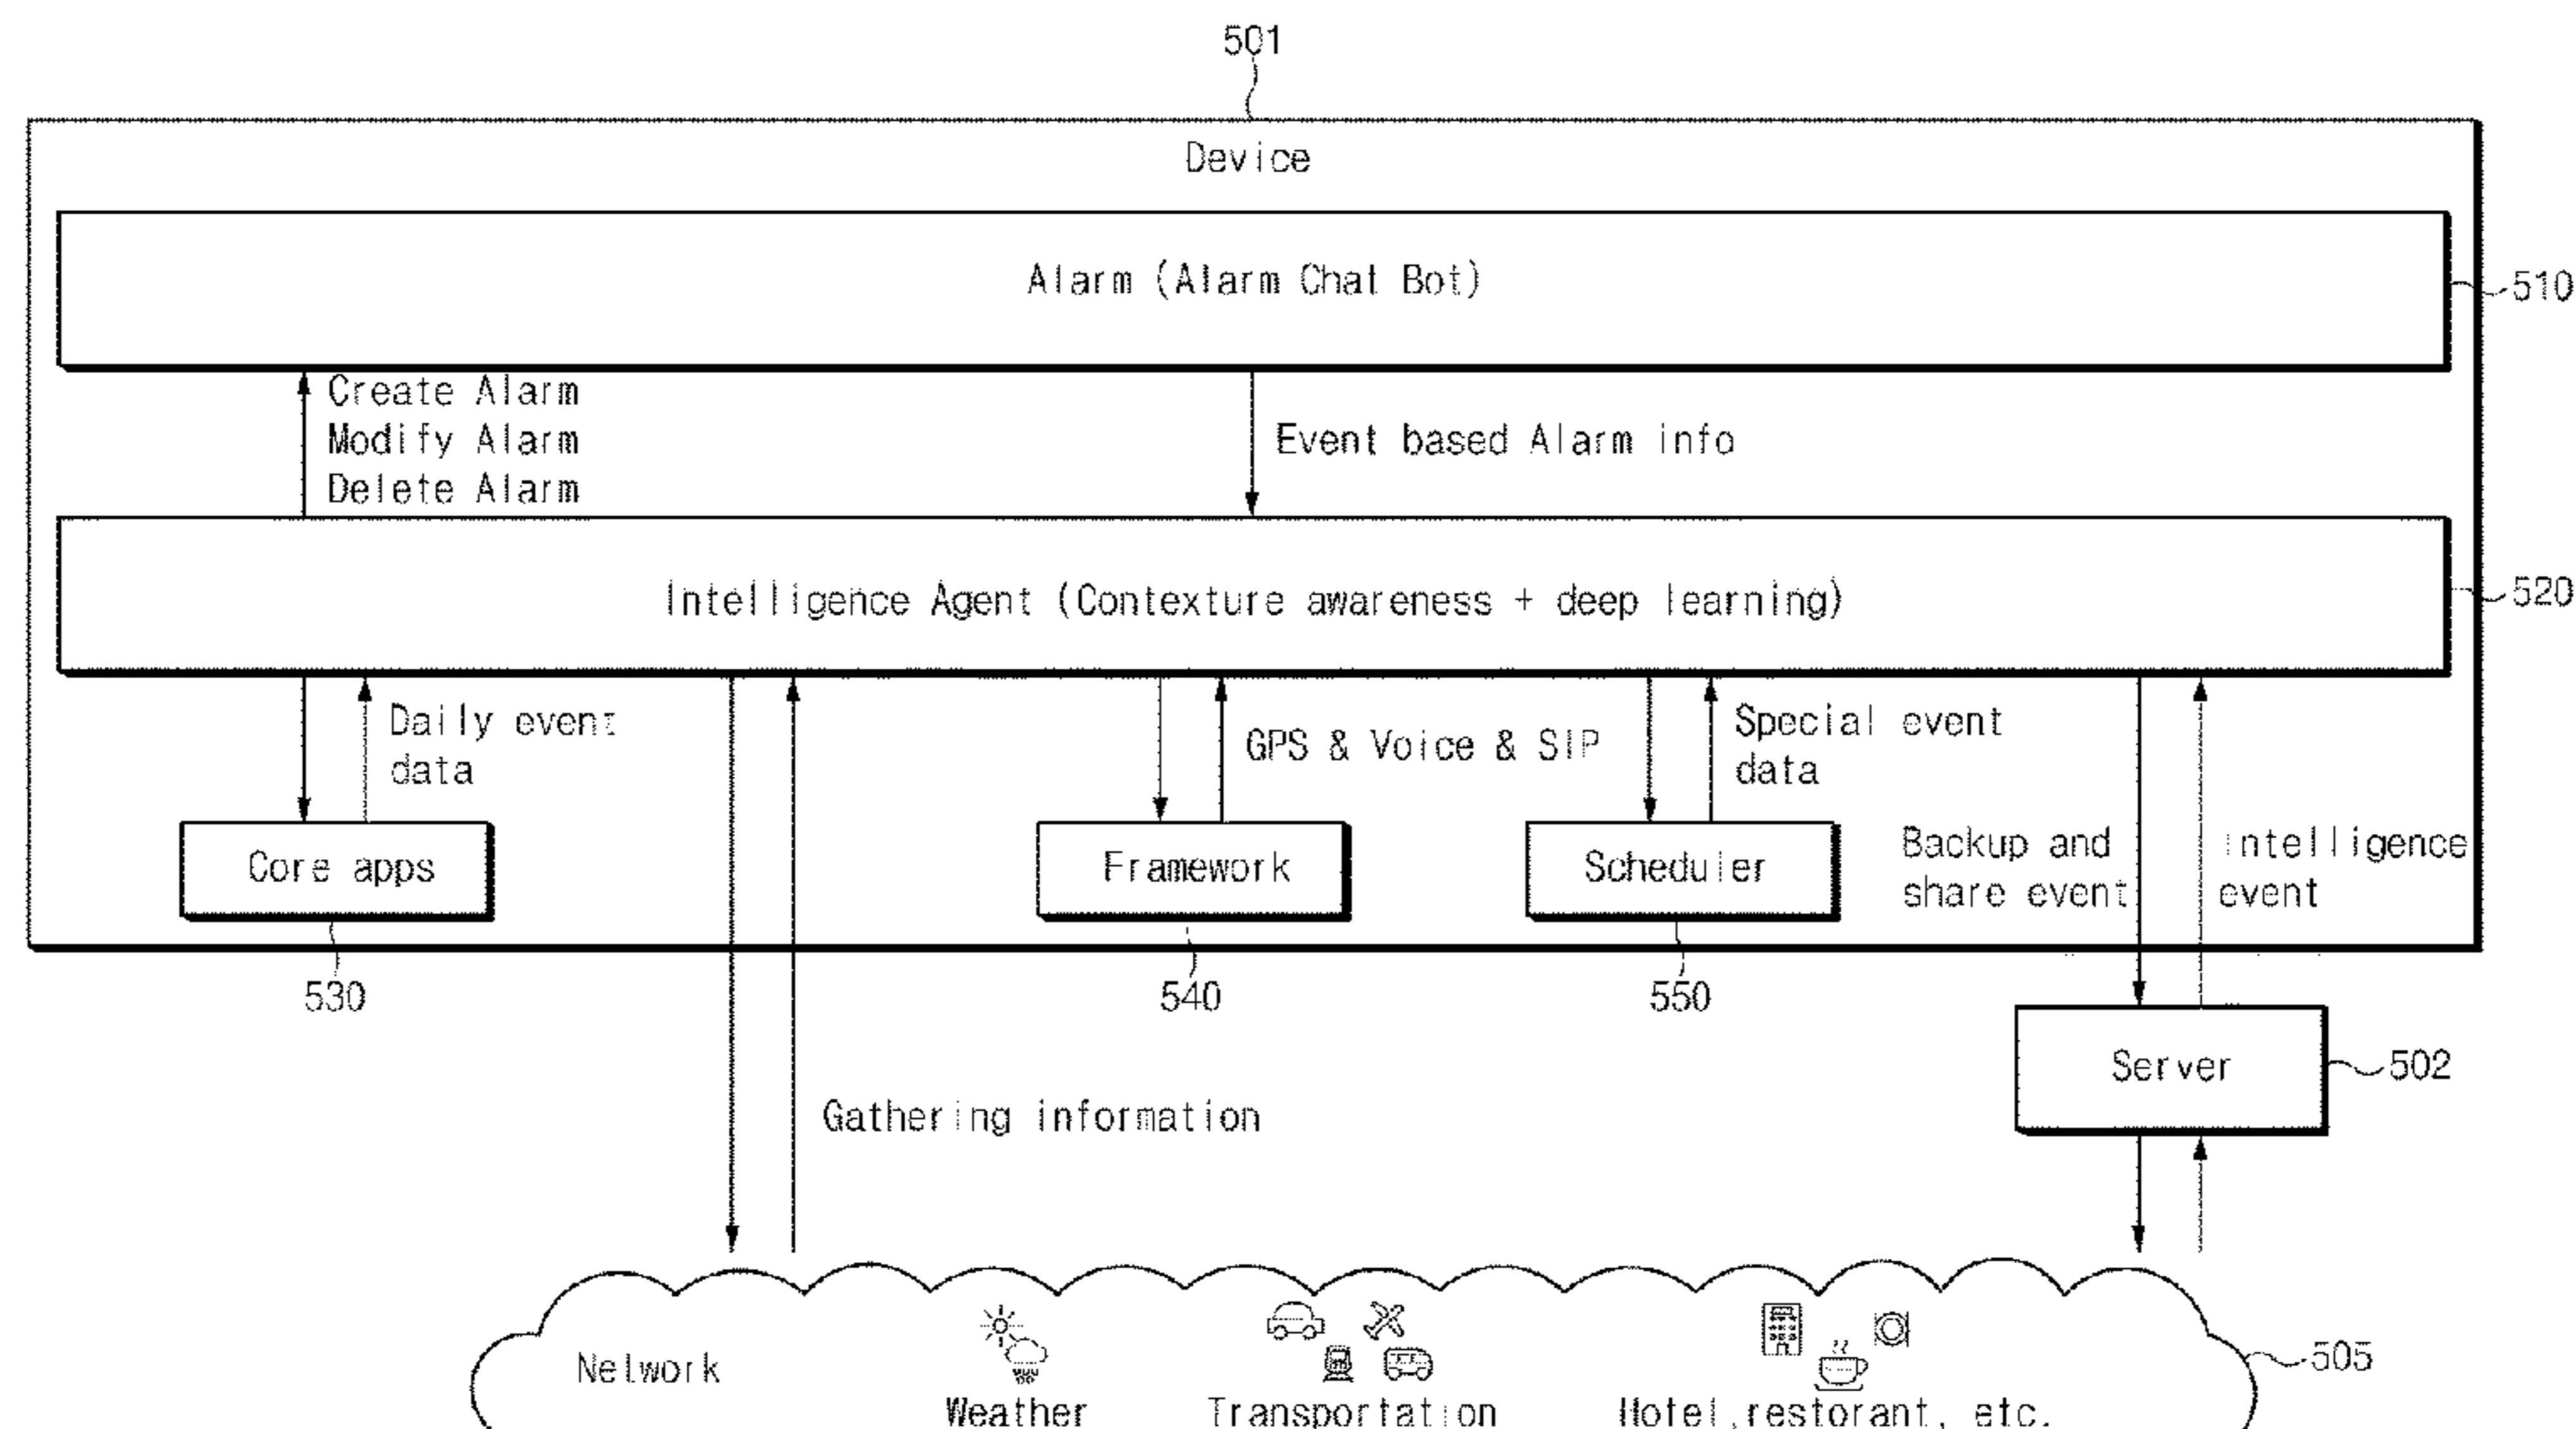 501
Device
Alarm (Alarm Chat Bot)
510
Create Alarm
Modify Alarm
Delete Alarm
Event based Alarm info
Intelligence Agent (Contexture awareness + deep learning)
520
Daily event
data
GPS & Voice & SIP
Special event
data
Core apps
Framework
Scheduler
Backup and
share event
Intelligence
event
530
540
550
Server
502
Gathering information
Network
505
Weather
Transportation
Hotel,restorant, etc.